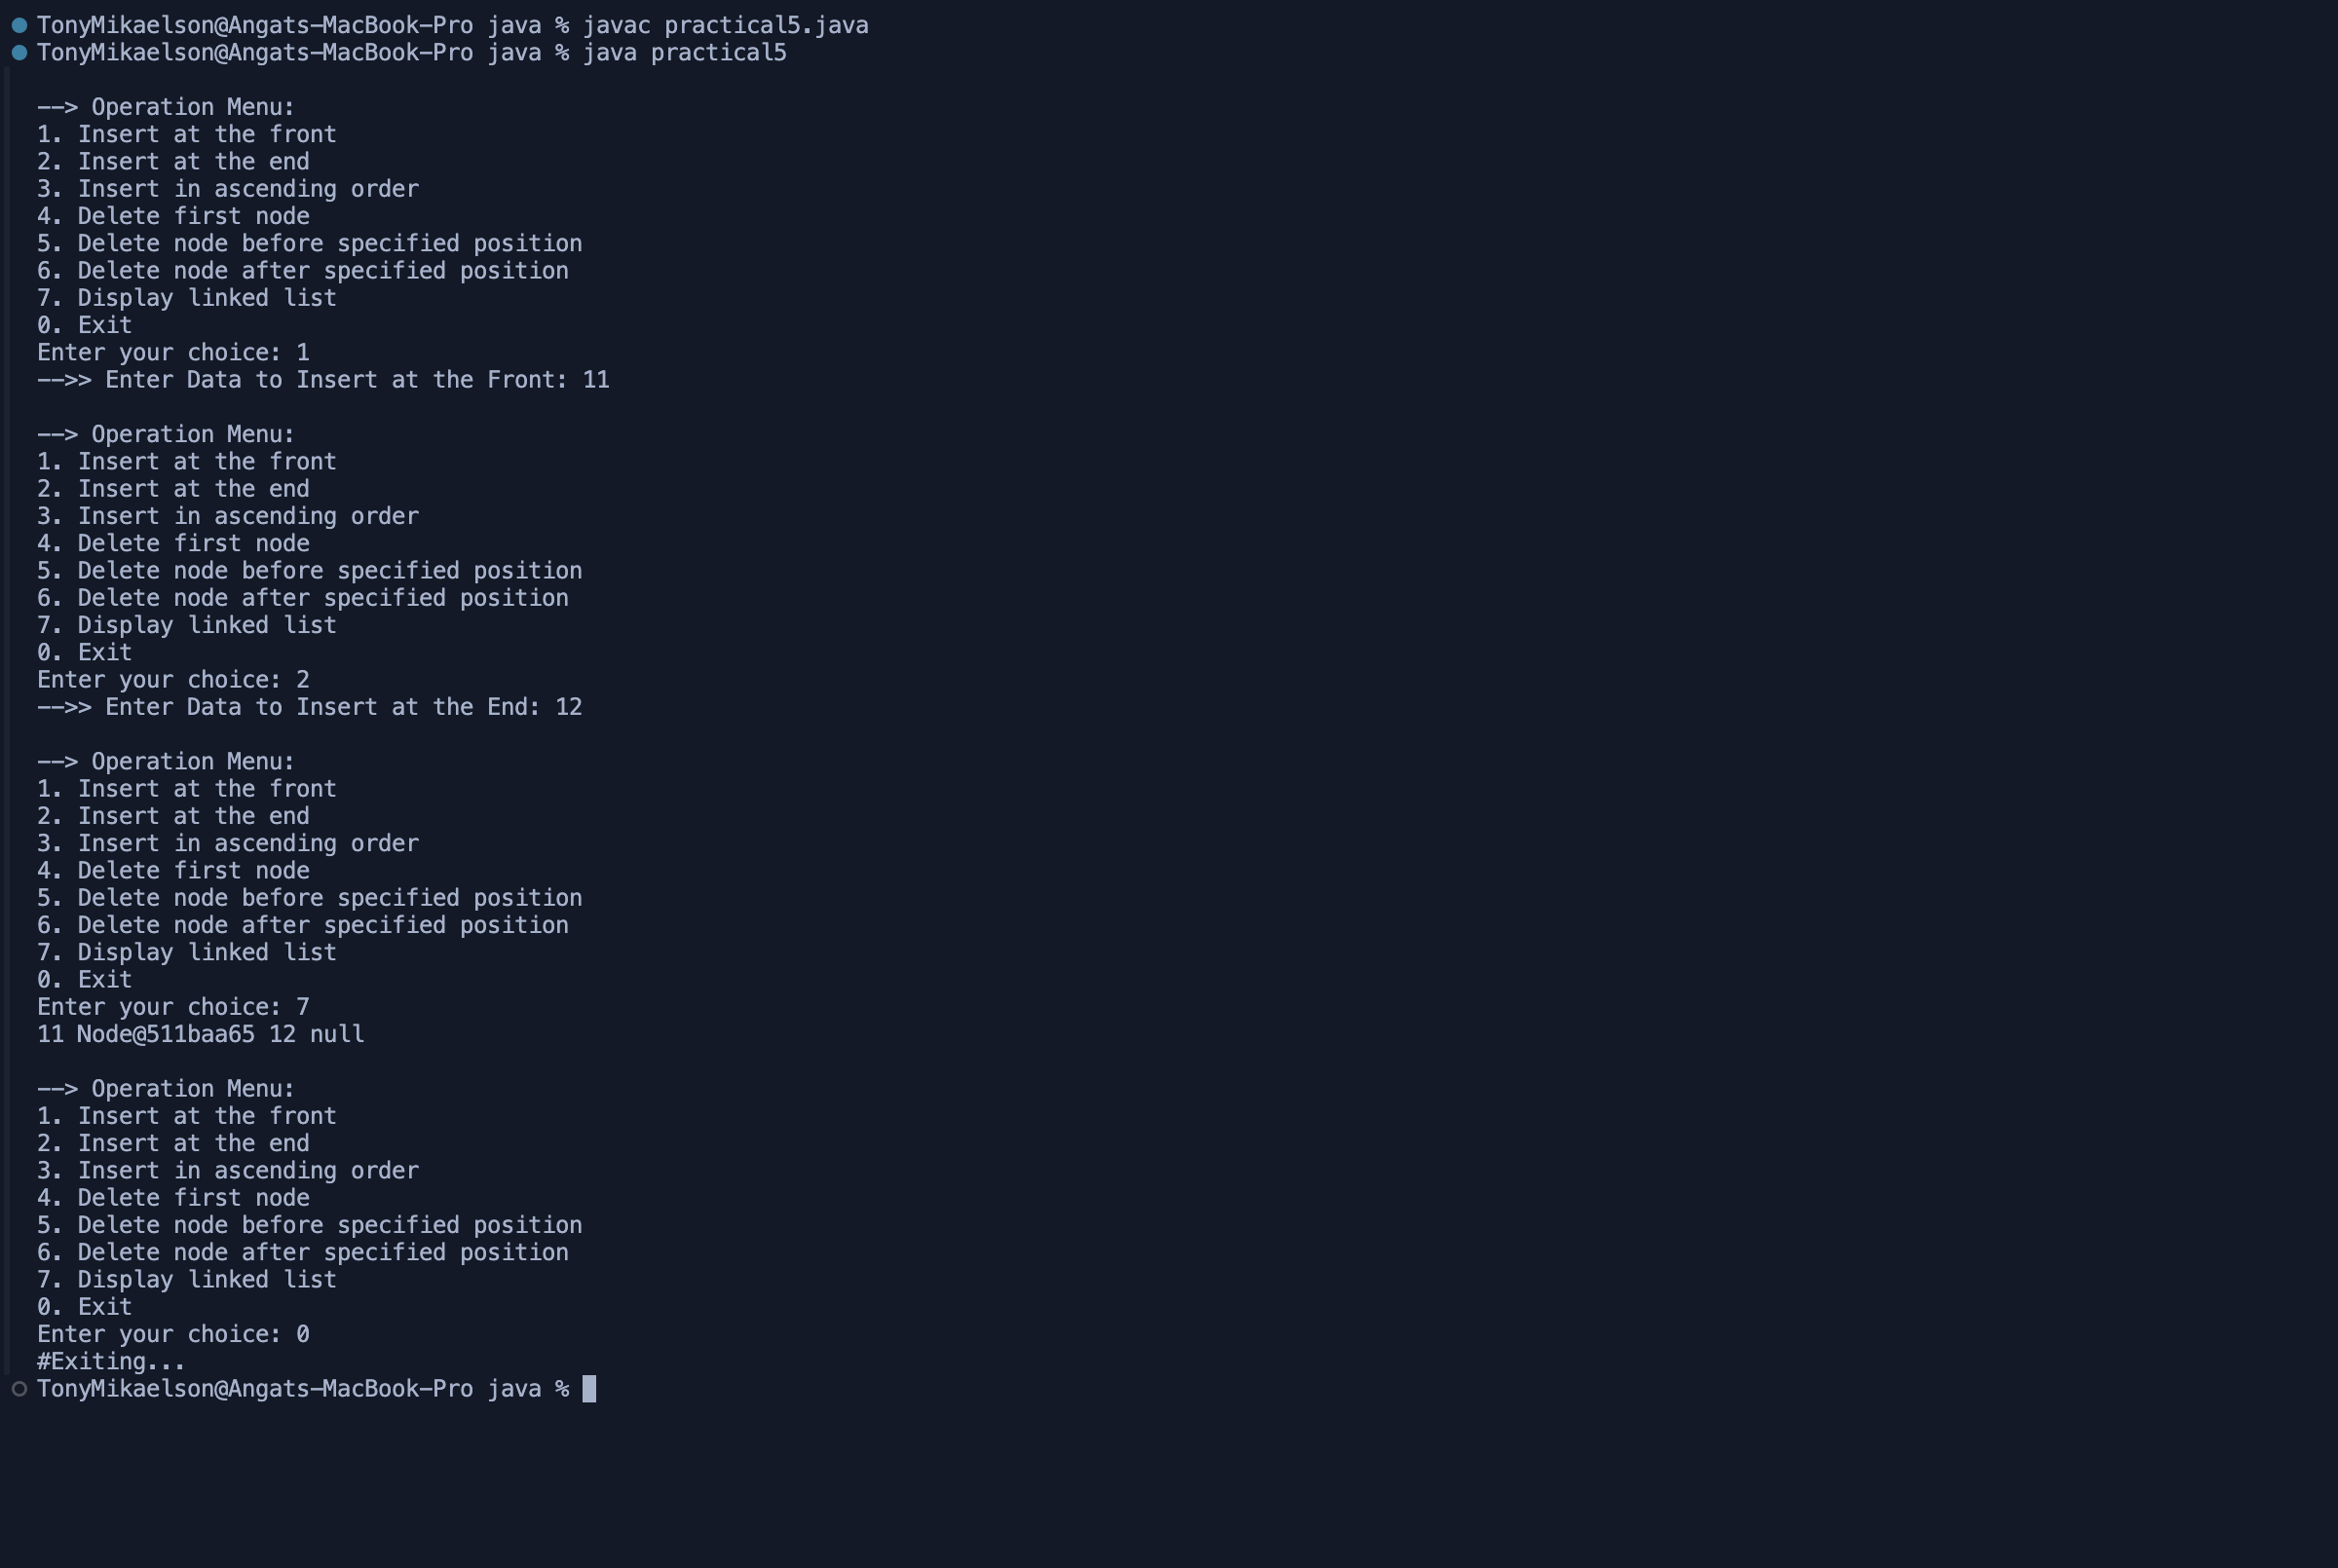 TonyMikaelson@Angats-MacBook-Pro java % javac practical5.java
TonyMikaelson@Angats-MacBook-Pro java % java practical5
--> Operation Menu:
1. Insert at the front
2. Insert at the end
3. Insert in ascending order
4. Delete first node
5. Delete node before specified position
6. Delete node after specified position
7. Display linked list
0. Exit
Enter your choice: 1
-->> Enter Data to Insert at the Front: 11
--> Operation Menu:
1. Insert at the front
2. Insert at the end
3. Insert in ascending order
4. Delete first node
5. Delete node before specified position
6. Delete node after specified position
7. Display linked list
0. Exit
Enter your choice: 2
-->> Enter Data to Insert at the End: 12
--> Operation Menu:
1. Insert at the front
2. Insert at the end
3. Insert in ascending order
4. Delete first node
5. Delete node before specified position
6. Delete node after specified position
7. Display linked list
0. Exit
Enter your choice: 7
11 Node@511baa65 12 null
--> Operation Menu:
1. Insert at the front
2. Insert at the end
3. Insert in ascending order
4. Delete first node
5. Delete node before specified position
6. Delete node after specified position
7. Display linked list
0. Exit
Enter your choice: 0
#Exiting...
TonyMikaelson@Angats-MacBook-Pro java %